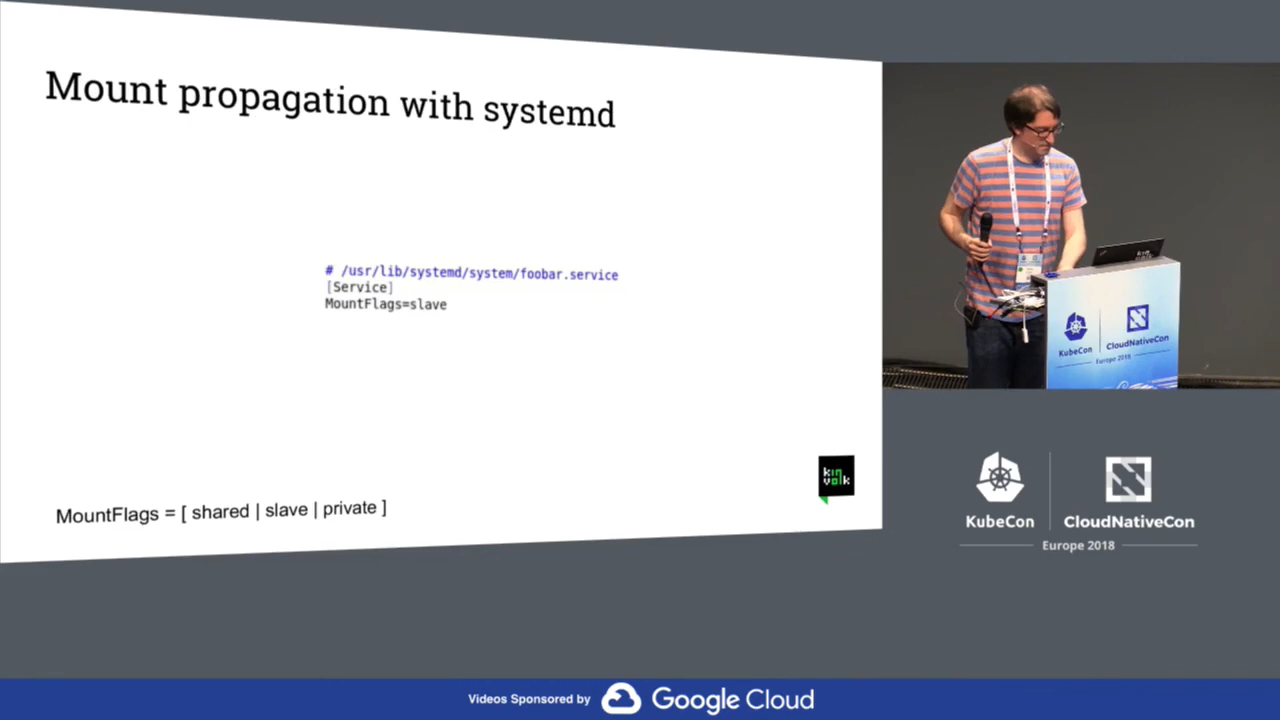 Mount propagation with systemd
# /usr/lib/systemd/system/foobar.service
[Service]
MountFlags=slave
MountFlags = [ shared | slave | private ]
kin
volk
KubeCon
CloudNativeCon
Europe 2018
KubeCon
CloudNativeCon
Europe 2018
Videos Sponsored by
Google Cloud